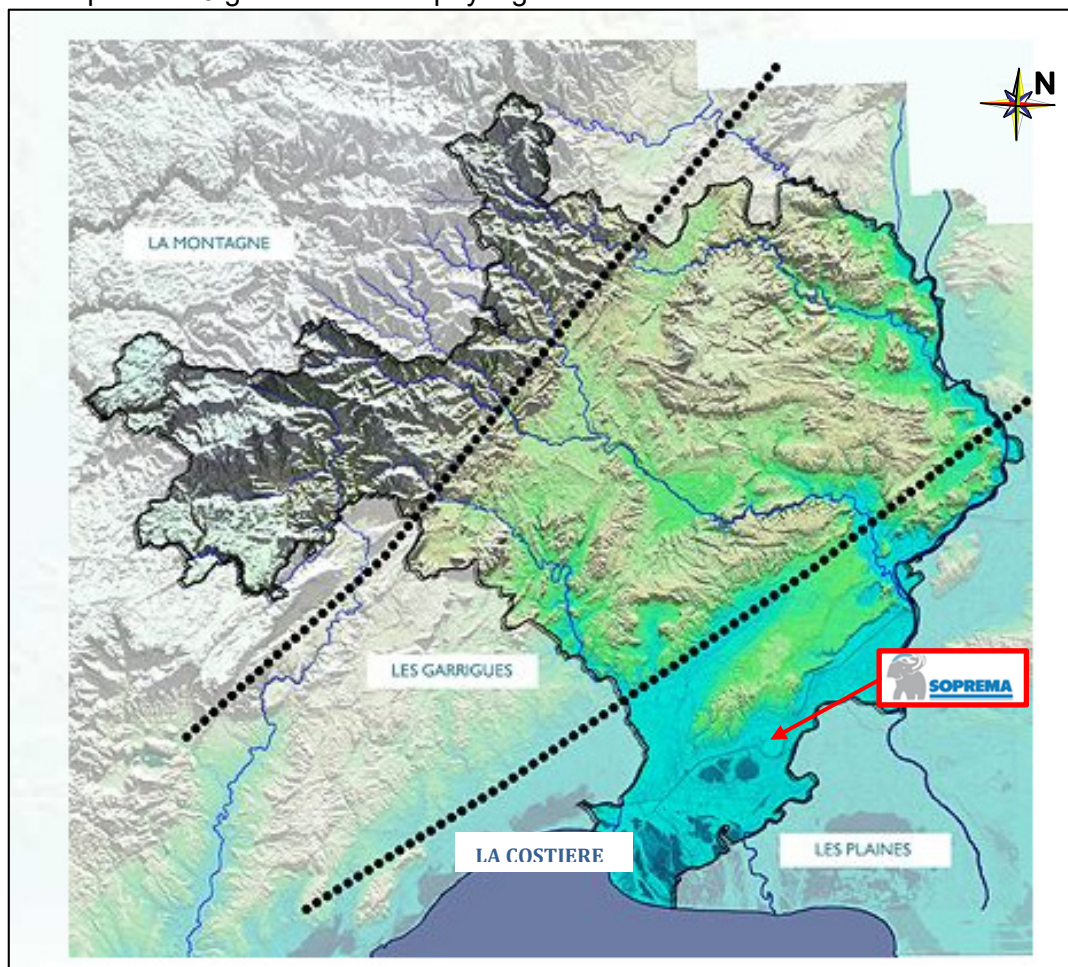 N
LA MONTAGNE
LES GARRIGUES
SOPREMA
LA COSTIERE
LES PLAINES